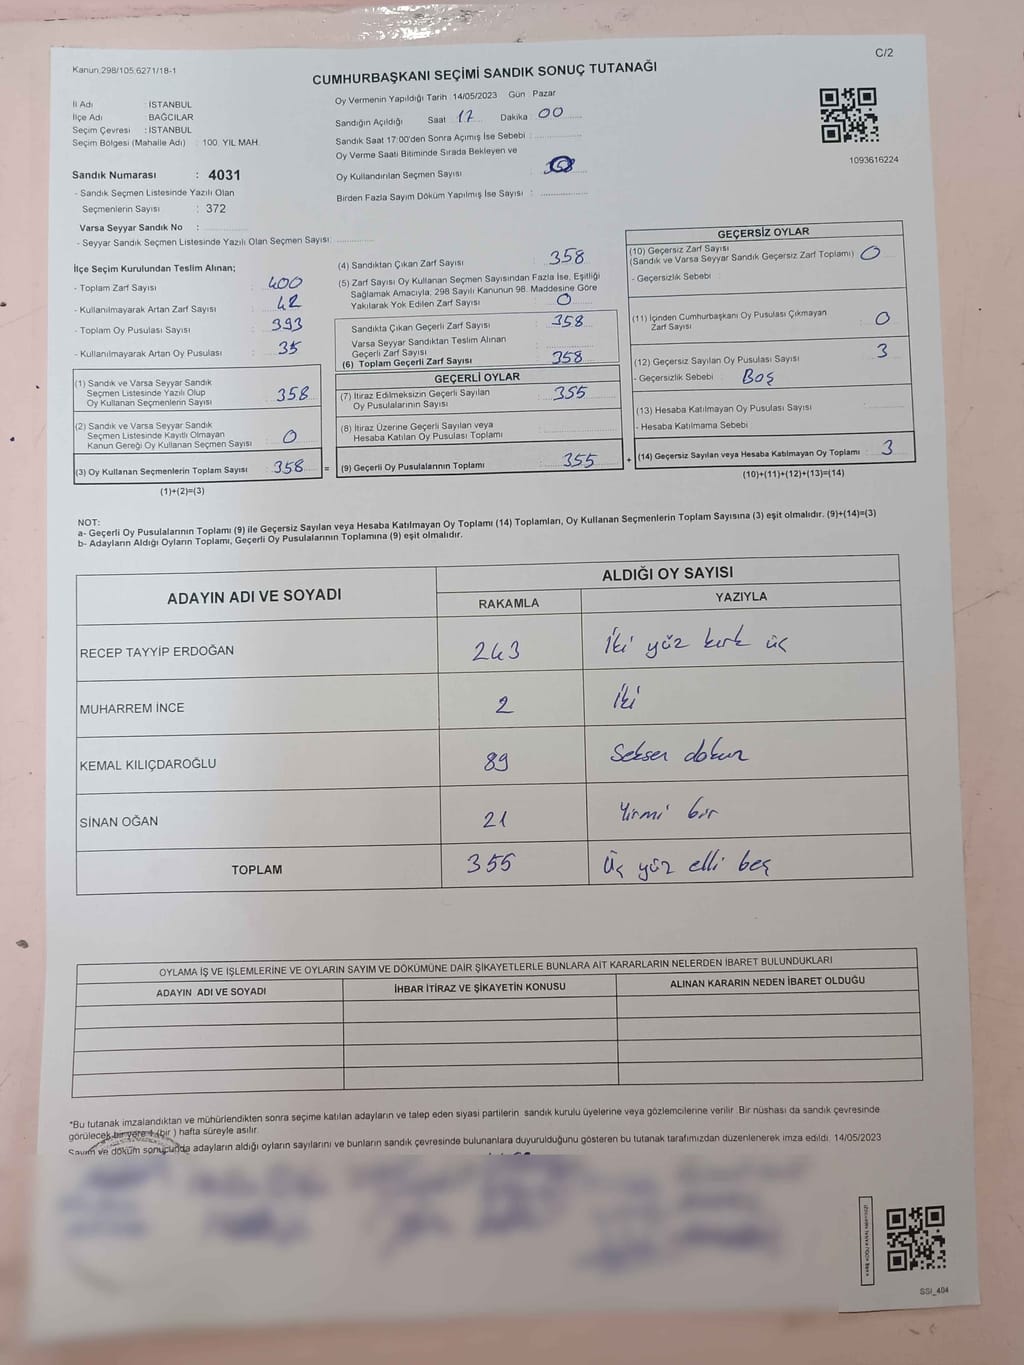 Kanun.298/105.6271/18-1
C/2
CUMHURBAŞKANI SEÇİMİ SANDIK SONUÇ TUTANAĞI
İl Adı : İSTANBUL
İlçe Adı : BAĞCILAR
Seçim Çevresi : İSTANBUL
Seçim Bölgesi (Mahalle Adı) : 100. YIL MAH.
Sandık Numarası : 4031
- Sandık Seçmen Listesinde Yazılı Olan
Seçmenlerin Sayısı : 372
Varsa Seyyar Sandık No :
- Seyyar Sandık Seçmen Listesinde Yazılı Olan Seçmen Sayısı:
Oy Vermenin Yapıldığı Tarih : 14/05/2023 Gün : Pazar
Sandığın Açıldığı Saat 17 Dakika 00
Sandık Saat 17:00'den Sonra Açımış İse Sebebi :
Oy Verme Saati Bitiminde Sırada Bekleyen ve
Oy Kullandırılan Seçmen Sayısı :
Birden Fazla Sayım Döküm Yapılmış İse Sayısı :
1093616224
İlçe Seçim Kurulundan Teslim Alınan;
- Toplam Zarf Sayısı : 400
- Kullanılmayarak Artan Zarf Sayısı : 42
- Toplam Oy Pusulası Sayısı : 393
- Kullanılmayarak Artan Oy Pusulası : 35
(1) Sandık ve Varsa Seyyar Sandık
Seçmen Listesinde Yazılı Olup
Oy Kullanan Seçmenlerin Sayısı : 358
(2) Sandık ve Varsa Seyyar Sandık
Seçmen Listesinde Kayıtlı Olmayan
Kanun Gereği Oy Kullanan Seçmen Sayısı : 0
(3) Oy Kullanan Seçmenlerin Toplam Sayısı : 358
(1)+(2)=(3)
=
(4) Sandıktan Çıkan Zarf Sayısı : 358
(5) Zarf Sayısı Oy Kullanan Seçmen Sayısından Fazla İse, Eşitliği
Sağlamak Amacıyla; 298 Sayılı Kanunun 98. Maddesine Göre
Yakılarak Yok Edilen Zarf Sayısı : 0
Sandıkta Çıkan Geçerli Zarf Sayısı : 358
Varsa Seyyar Sandıktan Teslim Alınan
Geçerli Zarf Sayısı :
(6) Toplam Geçerli Zarf Sayısı : 358
GEÇERLİ OYLAR
(7) İtiraz Edilmeksizin Geçerli Sayılan
Oy Pusulalarının Sayısı : 355
(8) İtiraz Üzerine Geçerli Sayılan veya
Hesaba Katılan Oy Pusulası Toplamı :
(9) Geçerli Oy Pusulalarının Toplamı : 355
+
GEÇERSİZ OYLAR
(10) Geçersiz Zarf Sayısı
(Sandık ve Varsa Seyyar Sandık Geçersiz Zarf Toplamı) : 0
- Geçersizlik Sebebi :
(11) İçinden Cumhurbaşkanı Oy Pusulası Çıkmayan
Zarf Sayısı : 0
(12) Geçersiz Sayılan Oy Pusulası Sayısı : 3
- Geçersizlik Sebebi : Boş
(13) Hesaba Katılmayan Oy Pusulası Sayısı :
- Hesaba Katılmama Sebebi :
(14) Geçersiz Sayılan veya Hesaba Katılmayan Oy Toplamı : 3
(10)+(11)+(12)+(13)=(14)
NOT:
a- Geçerli Oy Pusulalarının Toplamı (9) ile Geçersiz Sayılan veya Hesaba Katılmayan Oy Toplamı (14) Toplamları, Oy Kullanan Seçmenlerin Toplam Sayısına (3) eşit olmalıdır. (9)+(14)=(3)
b- Adayların Aldığı Oyların Toplamı, Geçerli Oy Pusulalarının Toplamına (9) eşit olmalıdır.
ADAYIN ADI VE SOYADI
ALDIĞI OY SAYISI
RAKAMLA YAZIYLA
RECEP TAYYİP ERDOĞAN 243 İki yüz kırk üç
MUHARREM İNCE 2 İki
KEMAL KILIÇDAROĞLU 89 Seksen dokuz
SİNAN OĞAN 21 Yirmi bir
TOPLAM 355 Üç yüz elli beş
OYLAMA İŞ VE İŞLEMLERİNE VE OYLARIN SAYIM VE DÖKÜMÜNE DAİR ŞİKAYETLERLE BUNLARA AİT KARARLARIN NELERDEN İBARET BULUNDUKLARI
ADAYIN ADI VE SOYADI İHBAR İTİRAZ VE ŞİKAYETİN KONUSU ALINAN KARARIN NEDEN İBARET OLDUĞU
*Bu tutanak imzalandıktan ve mühürlendikten sonra seçime katılan adayların ve talep eden siyasi partilerin sandık kurulu üyelerine veya gözlemcilerine verilir .Bir nüshası da sandık çevresinde
görülecek bir yere 1 (bir ) hafta süreyle asılır.
Sayım ve döküm sonucunda adayların aldığı oyların sayılarını ve bunların sandık çevresinde bulunanlara duyurulduğunu gösteren bu tutanak tarafımızdan düzenlenerek imza edildi. 14/05/2023
SSI_404